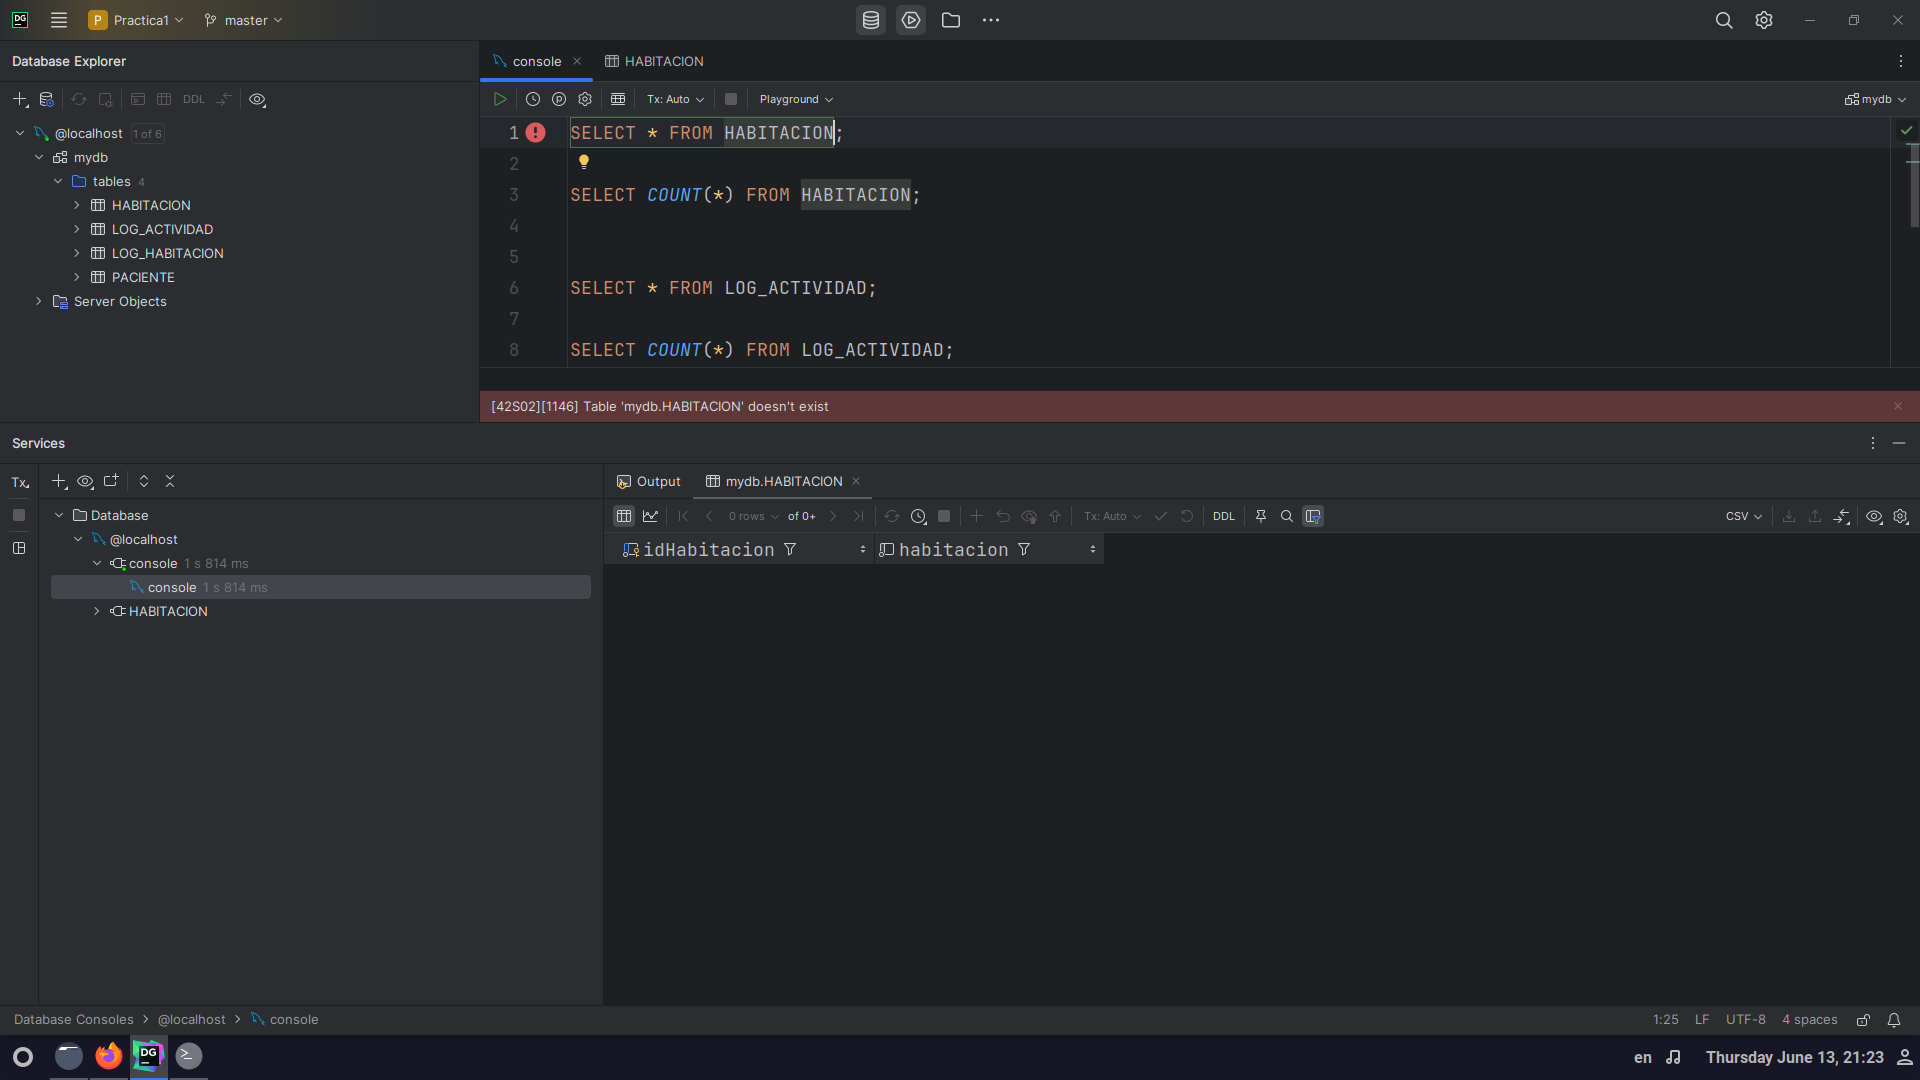 DG
P Practica1
master
Database Explorer
console
HABITACION
DDL
Tx: Auto
Playground
mydb
@localhost 1 of 6
mydb
tables 4
HABITACION
LOG_ACTIVIDAD
LOG_HABITACION
PACIENTE
Server Objects
1 SELECT * FROM HABITACION;
2
3 SELECT COUNT(*) FROM HABITACION;
4
5
6 SELECT * FROM LOG_ACTIVIDAD;
7
8 SELECT COUNT(*) FROM LOG_ACTIVIDAD;
[42S02][1146] Table 'mydb.HABITACION' doesn't exist
Services
Tx
Database
@localhost
console 1 s 814 ms
console 1 s 814 ms
HABITACION
Output
mydb.HABITACION
0 rows of 0+
Tx: Auto
DDL
CSV
idHabitacion
habitacion
Database Consoles > @localhost > console
1:25 LF UTF-8 4 spaces
DG
en
Thursday June 13, 21:23